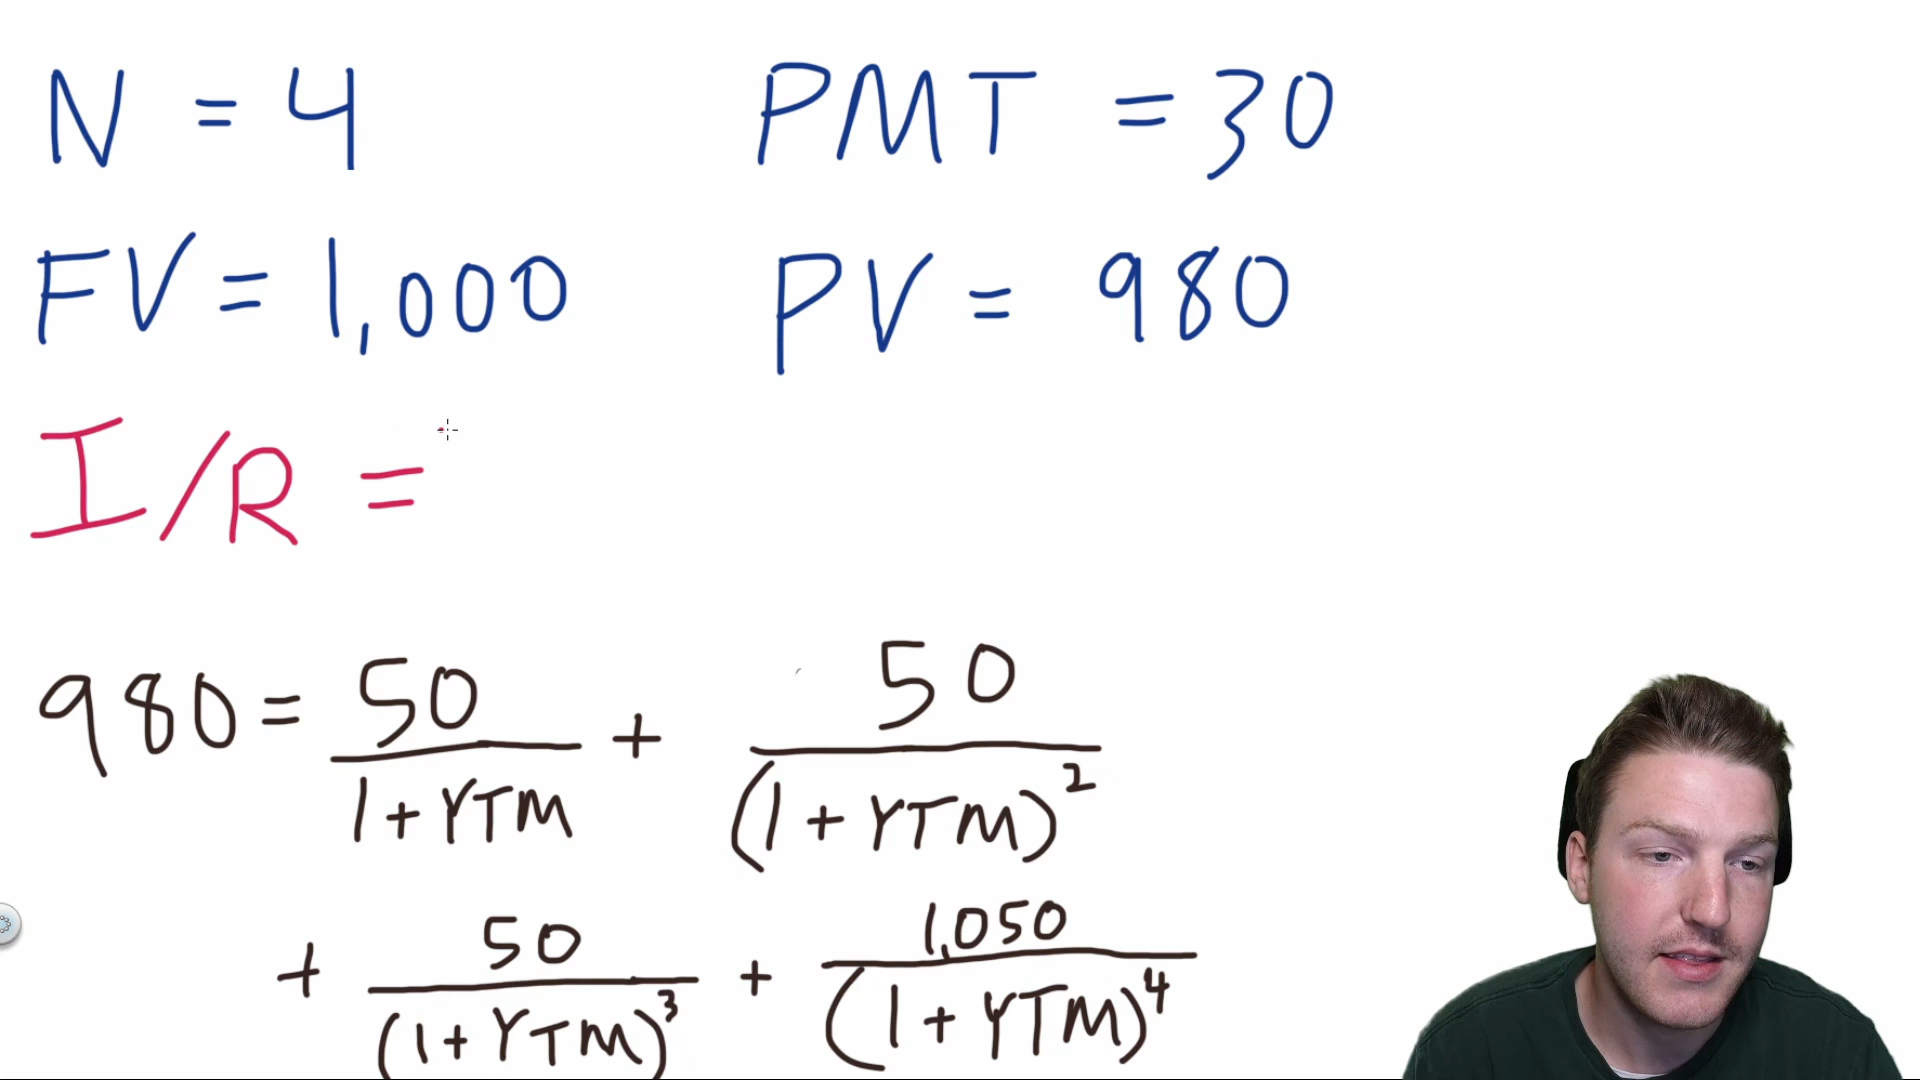 N = 4 PMT = 30
FV = 1,000 PV = 980
I/R =
980 = 50 / 1 + YTM + 50 / (1 + YTM)^2
+ 50 / (1 + YTM)^3 + 1,050 / (1 + YTM)^4